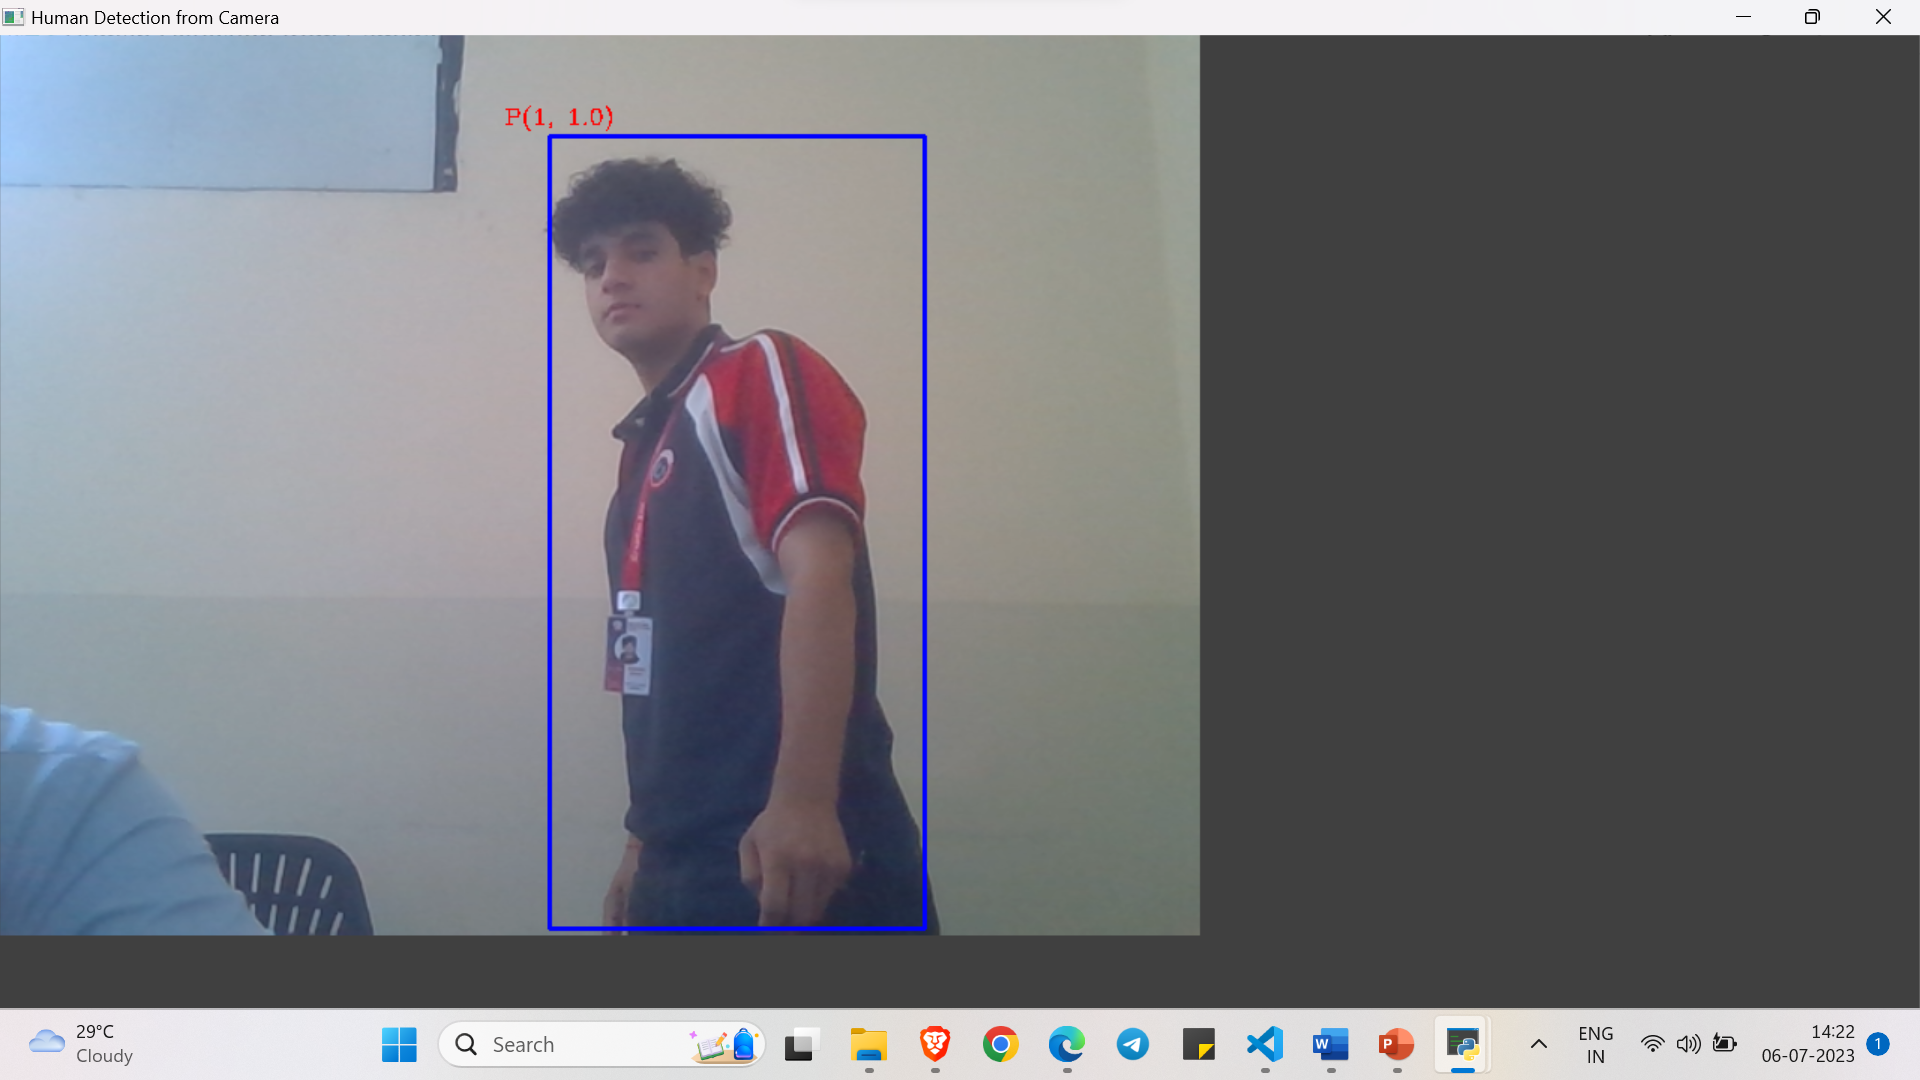 Human Detection from Camera
P(1, 1.0)
29°C
Cloudy
Search
ENG
IN
14:22
06-07-2023
1